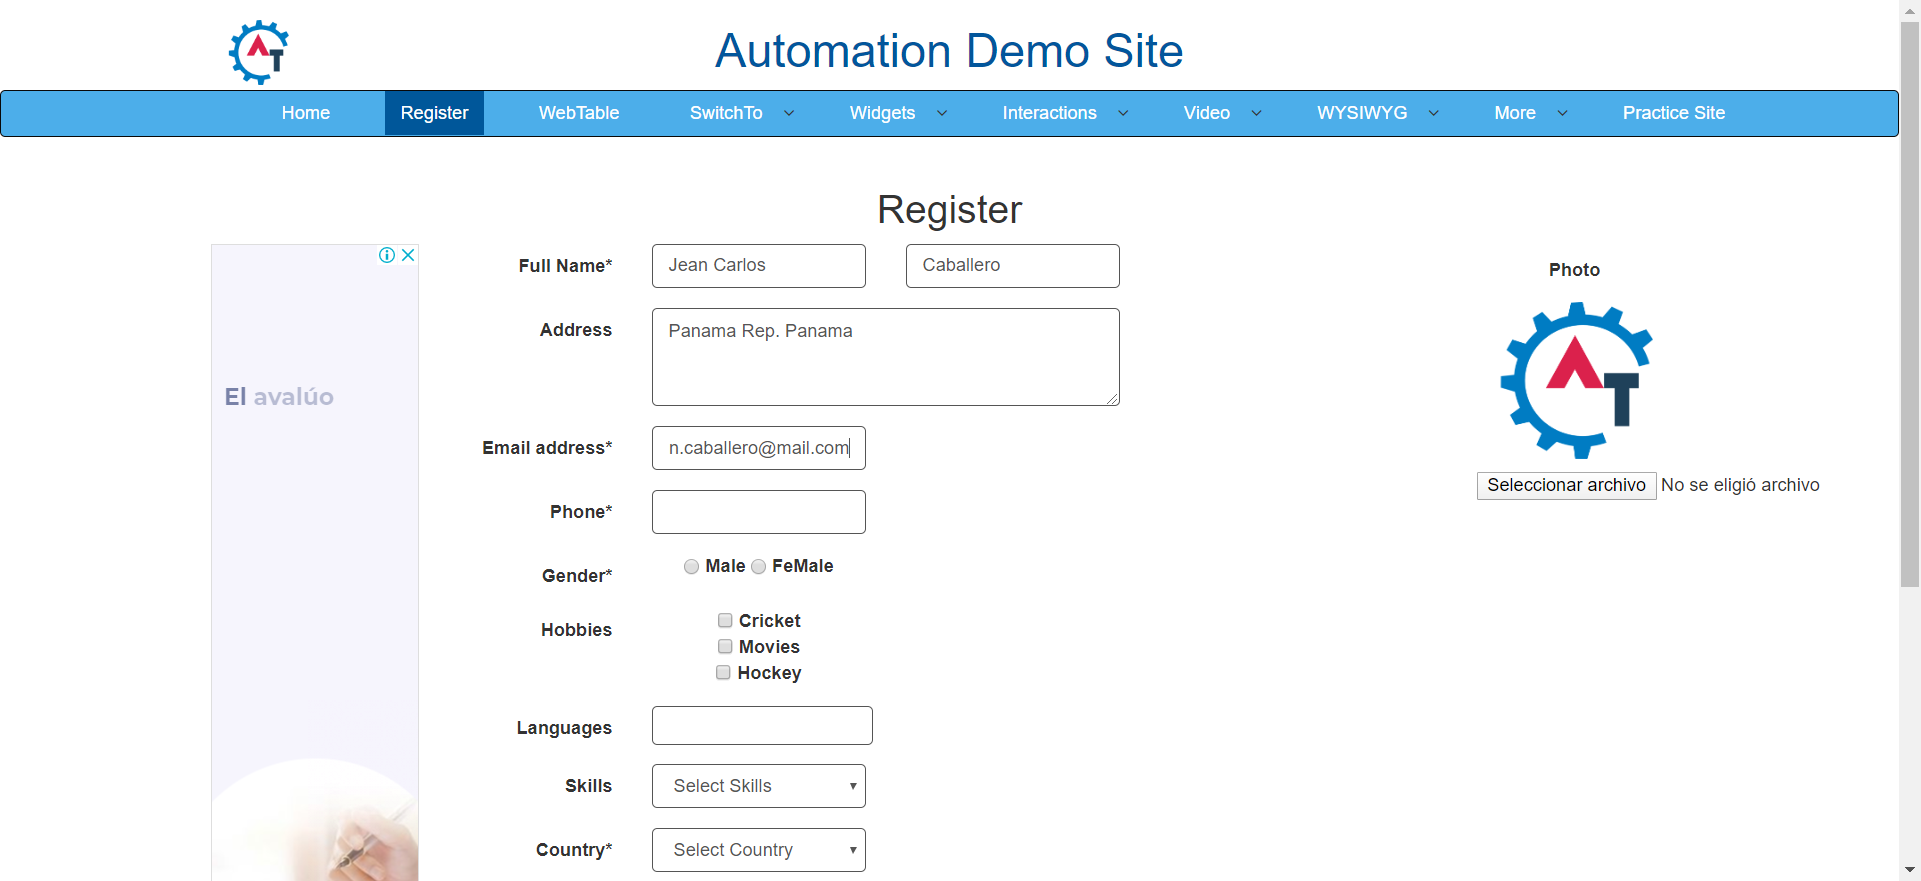 AT
Automation Demo Site
Home Register WebTable SwitchTo Widgets Interactions Video WYSIWYG More Practice Site
Register
Full Name* Jean Carlos Caballero
Photo
Address Panama Rep. Panama
AT
El avalúo
Email address* n.caballero@mail.com
Seleccionar archivo No se eligió archivo
Phone*
Gender* Male FeMale
Hobbies Cricket
Movies
Hockey
Languages
Skills Select Skills
Country* Select Country